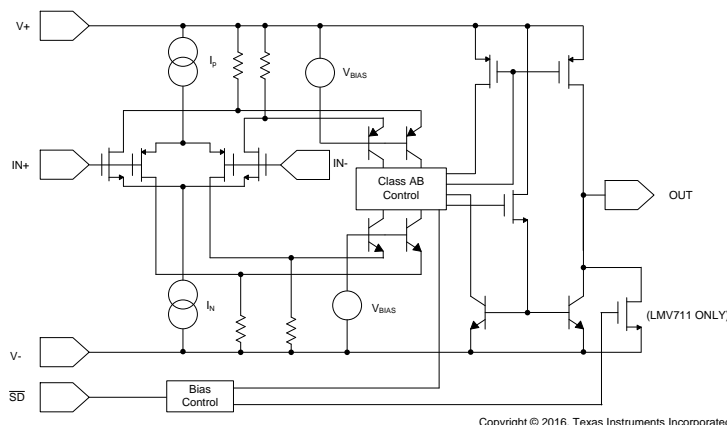 V+
Ip
VBIAS
IN+
IN-
Class AB
Control
OUT
IN
VBIAS
(LMV711 ONLY)
V-
SD
Bias
Control
Copyright © 2016, Texas Instruments Incorporated